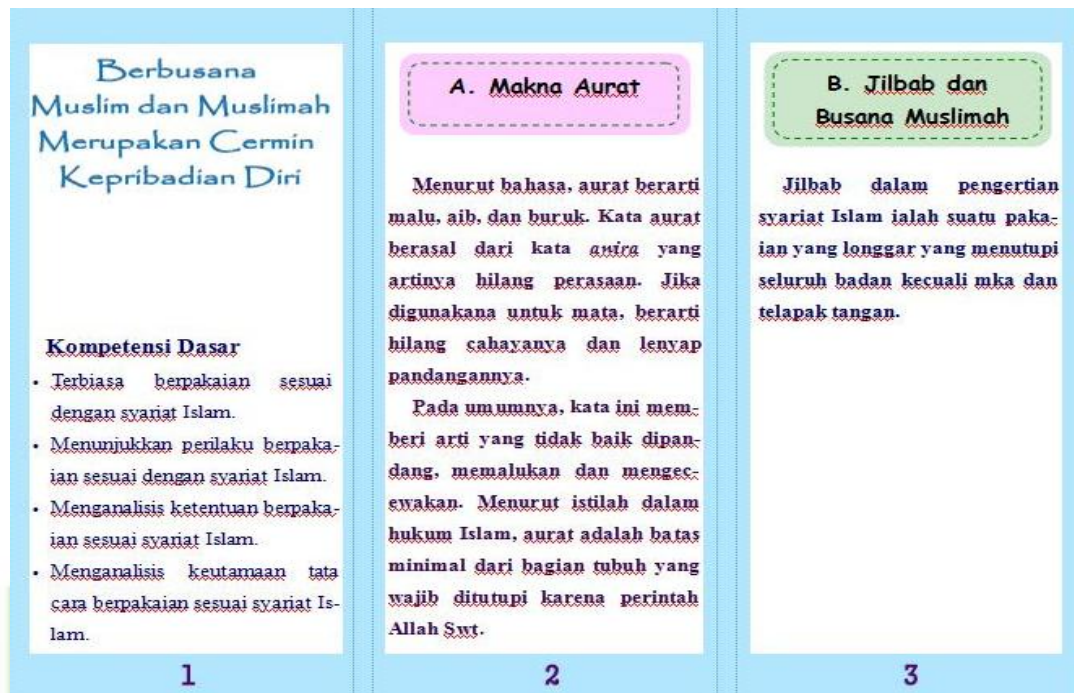 Berbusana
Muslim dan Muslimah
Merupakan Cermin
Kepribadian Diri
Kompetensi Dasar
• Terbiasa berpakaian sesuai
dengan syariat Islam.
• Menunjukkan perilaku berpaka-
ian sesuai dengan syariat Islam.
• Menganalisis ketentuan berpaka-
ian sesuai syariat Islam.
• Menganalisis keutamaan tata
cara berpakaian sesuai syariat Is-
lam.
1
A. Makna Aurat
Menurut bahasa, aurat berarti
malu, aib, dan buruk. Kata aurat
berasal dari kata awira yang
artinya hilang perasaan. Jika
digunakana untuk mata, berarti
hilang cahayanya dan lenyap
pandangannya.
Pada umumnya, kata ini mem-
beri arti yang tidak baik dipan-
dang, memalukan dan mengec-
ewakan. Menurut istilah dalam
hukum Islam, aurat adalah batas
minimal dari bagian tubuh yang
wajib ditutupi karena perintah
Allah Swt.
2
B. Jilbab dan
Busana Muslimah
Jilbab dalam pengertian
syariat Islam ialah suatu paka-
ian yang longgar yang menutupi
seluruh badan kecuali mka dan
telapak tangan.
3